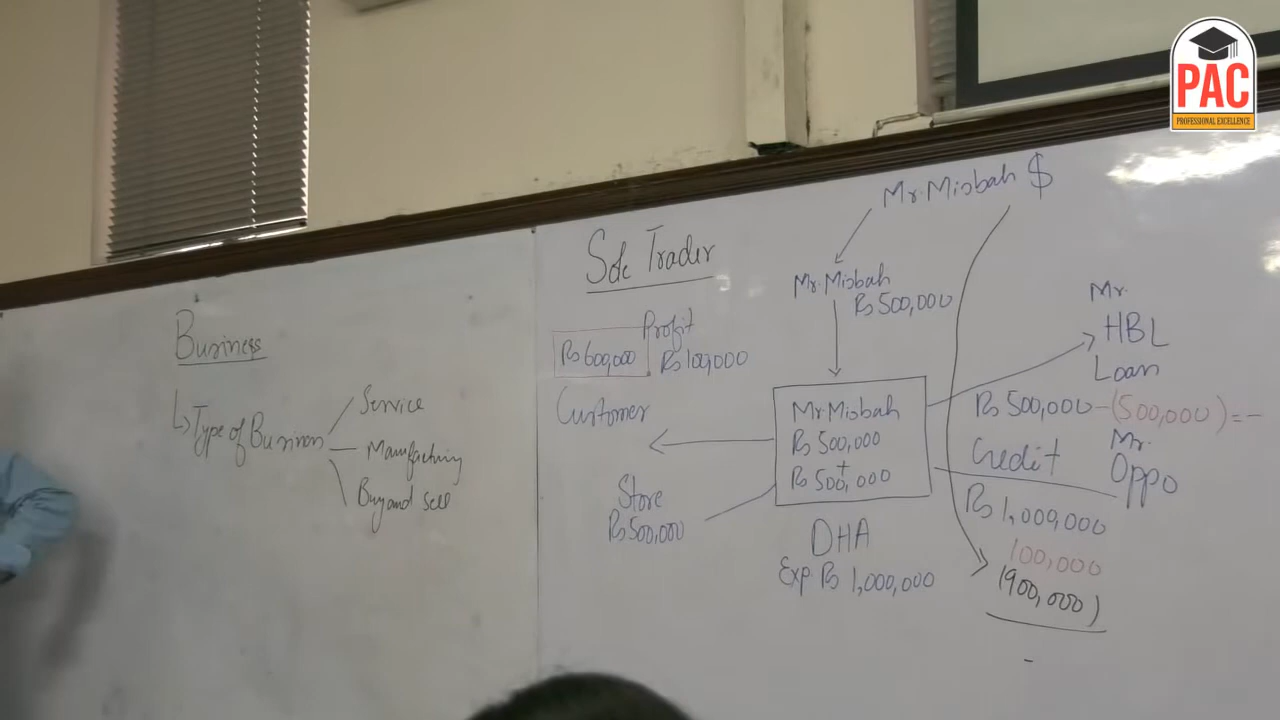 PAC
PROFESSIONAL EXCELLENCE
Business
Type of Business
Service
Manufacturing
Buy and sell
Sole Trader
Profit
Rs 600,000
Rs 100,000
Customer
Store
Rs 500,000
Mr. Misbah $
Mr. Misbah
Rs 500,000
Mr Misbah
Rs 500,000
+
Rs 500,000
DHA
Exp Rs 1,000,000
Mr.
HBL
Loan
Rs 500,000 - (500,000) = -
Mr.
Credit Oppo
Rs 1,000,000
100,000
(900,000)
-